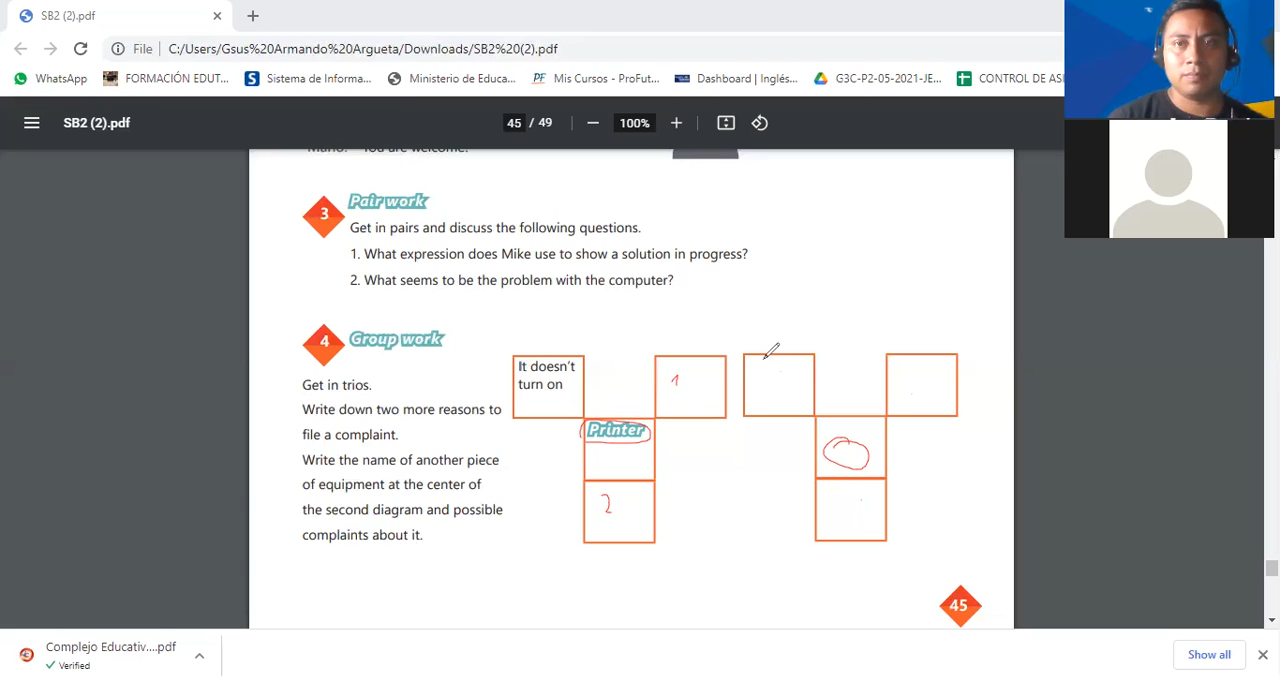 SB2 (2).pdf
File
C:/Users/Gsus%20Armando%20Argueta/Downloads/SB2%20(2).pdf
WhatsApp
FORMACIÓN EDUT...
Sistema de Informa...
Ministerio de Educa...
Mis Cursos - ProFut...
Dashboard | Inglés...
G3C-P2-05-2021-JE...
CONTROL DE ASI
SB2 (2).pdf
45 / 49
100%
You are welcome.
3
Pair work
Get in pairs and discuss the following questions.
1. What expression does Mike use to show a solution in progress?
2. What seems to be the problem with the computer?
4
Group work
Get in trios.
Write down two more reasons to
file a complaint.
Write the name of another piece
of equipment at the center of
the second diagram and possible
complaints about it.
It doesn't
turn on
1
Printer
2
45
Complejo Educativ....pdf
Verified
Show all